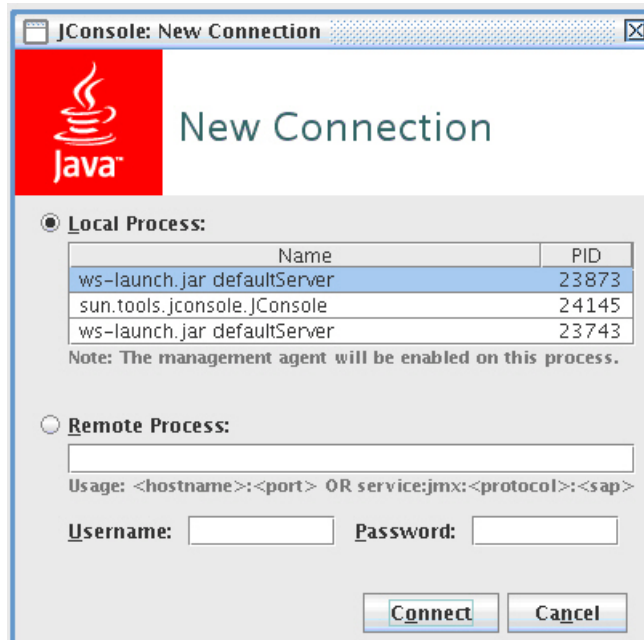 JConsole: New Connection
Java™
New Connection
Local Process:
Name PID
ws-launch.jar defaultServer 23873
sun.tools.jconsole.JConsole 24145
ws-launch.jar defaultServer 23743
Note: The management agent will be enabled on this process.
Remote Process:
Usage: <hostname>:<port> OR service:jmx:<protocol>:<sap>
Username: Password:
Connect Cancel